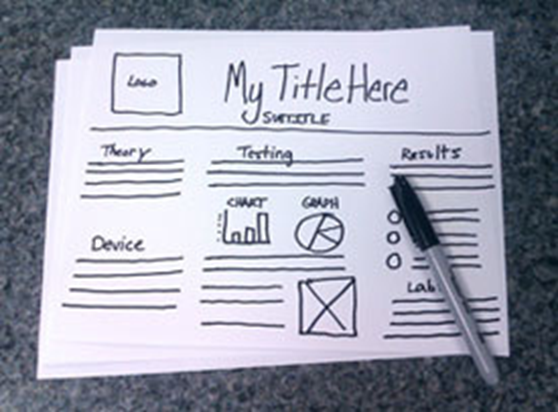 LOGO
My Title Here
SUBTITLE
Theory
Testing
Results
CHART
GRAPH
Device
Lab